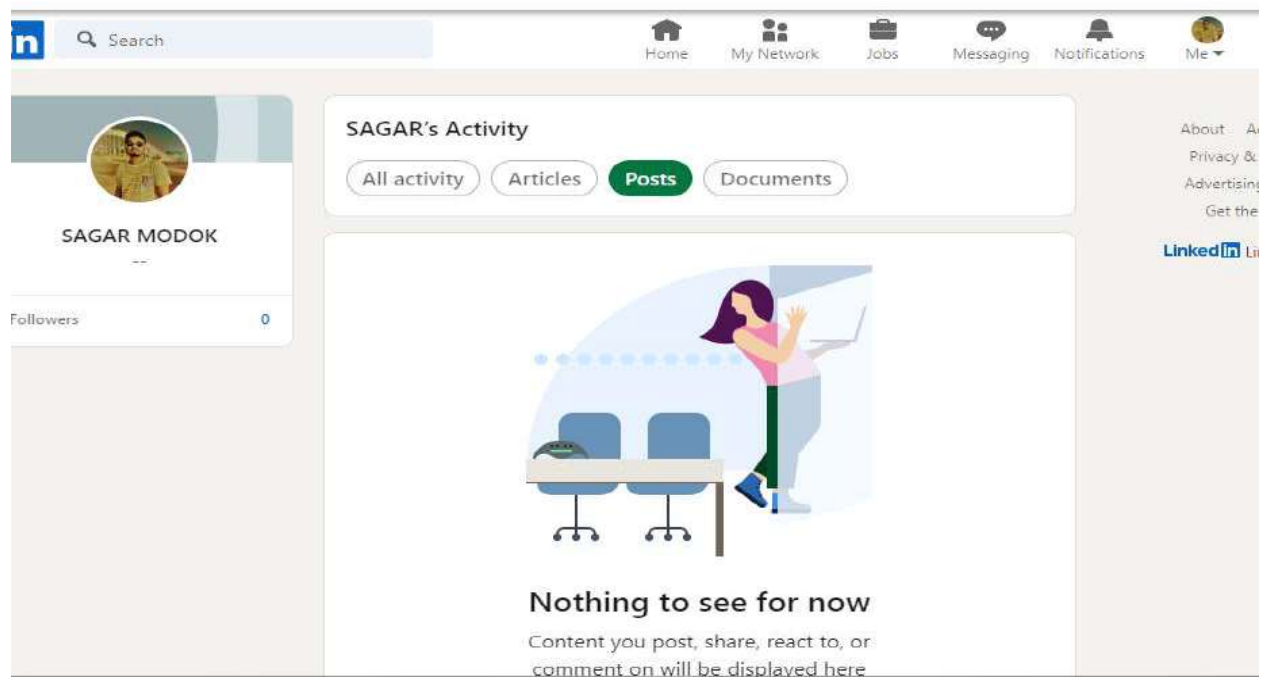 in
Search
Home
My Network
Jobs
Messaging
Notifications
Me
SAGAR MODOK
--
Followers
0
SAGAR's Activity
All activity
Articles
Posts
Documents
Nothing to see for now
Content you post, share, react to, or
comment on will be displayed here
About
Privacy &
Advertising
Get the
Linked in